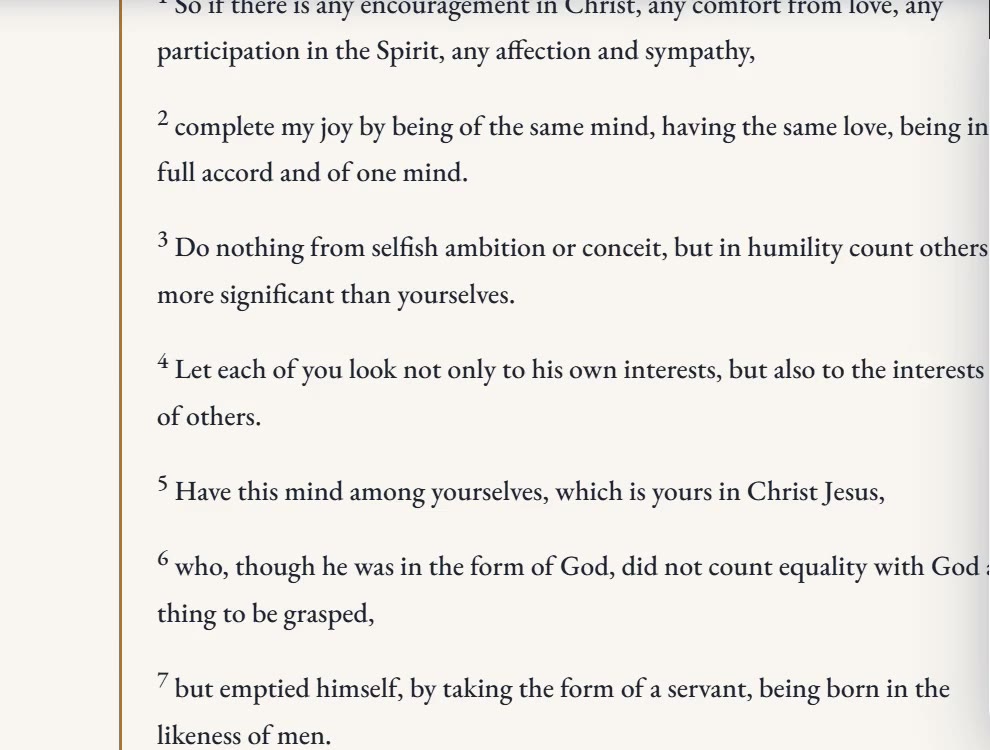 1 So if there is any encouragement in Christ, any comfort from love, any
participation in the Spirit, any affection and sympathy,
2 complete my joy by being of the same mind, having the same love, being in
full accord and of one mind.
3 Do nothing from selfish ambition or conceit, but in humility count others
more significant than yourselves.
4 Let each of you look not only to his own interests, but also to the interests
of others.
5 Have this mind among yourselves, which is yours in Christ Jesus,
6 who, though he was in the form of God, did not count equality with God a
thing to be grasped,
7 but emptied himself, by taking the form of a servant, being born in the
likeness of men.